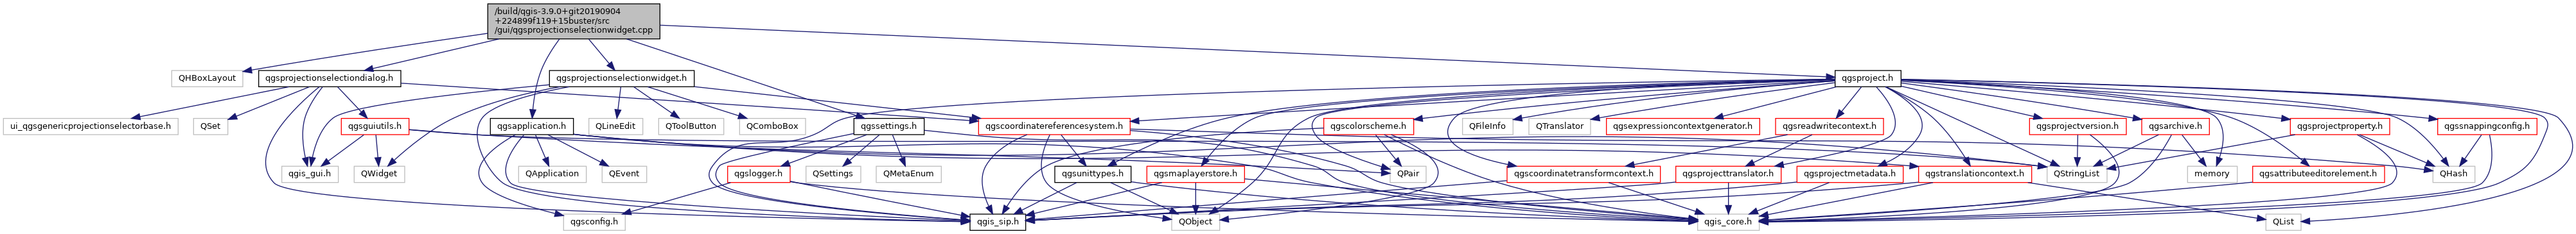 /build/qgis-3.9.0+git20190904
+224899f119+15buster/src
/gui/qgsprojectionselectionwidget.cpp
QHBoxLayout
qgsprojectionselectiondialog.h
qgsprojectionselectionwidget.h
qgsproject.h
ui_qgsgenericprojectionselectorbase.h
QSet
qgsguiutils.h
qgsapplication.h
QLineEdit
QToolButton
QComboBox
qgssettings.h
qgscoordinatereferencesystem.h
qgscolorscheme.h
QFileInfo
QTranslator
qgsexpressioncontextgenerator.h
qgsreadwritecontext.h
qgsprojectversion.h
qgsarchive.h
qgsprojectproperty.h
qgssnappingconfig.h
qgis_gui.h
QWidget
QApplication
QEvent
qgslogger.h
QSettings
QMetaEnum
qgsunittypes.h
qgsmaplayerstore.h
QPair
qgscoordinatetransformcontext.h
qgsprojecttranslator.h
qgsprojectmetadata.h
qgstranslationcontext.h
QStringList
memory
qgsattributeeditorelement.h
QHash
qgsconfig.h
qgis_sip.h
QObject
qgis_core.h
QList